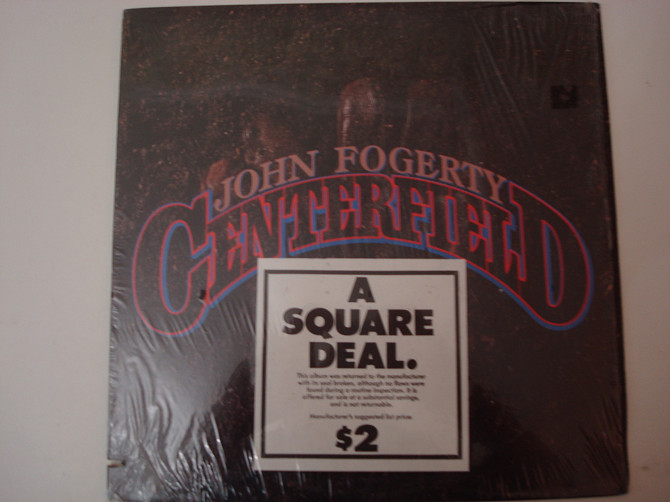 JOHN FOGERTY
CENTERFIELD
A
SQUARE
DEAL.
This album was returned to the manufacturer
with its seal broken, although no flaws were
found during a routine inspection. It is
offered for sale at a substantial savings,
and is not returnable.
Manufacturer's suggested list price.
$2